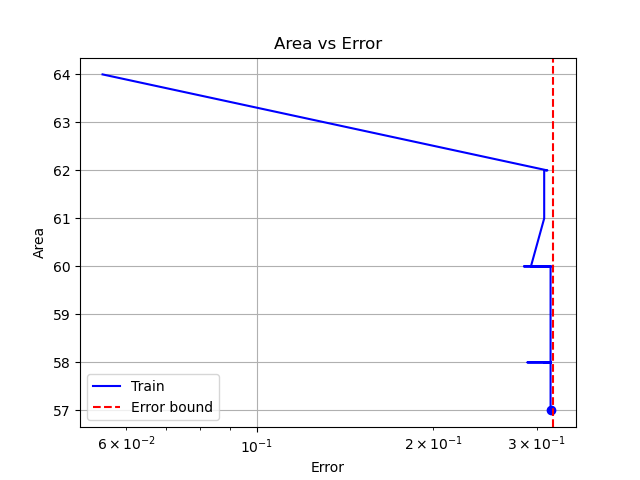 Area vs Error
64
63
62
61
60
59
58
57
Area
Train
Error bound
6 × 10⁻²
10⁻¹
2 × 10⁻¹
3 × 10⁻¹
Error